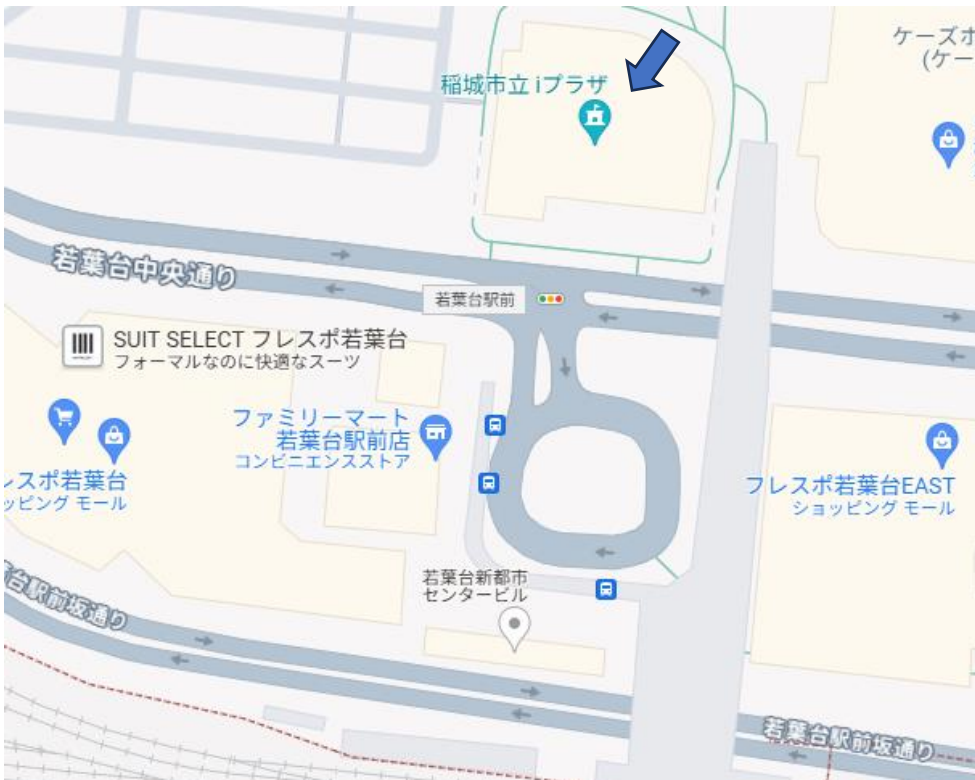 ケーズホ
(ケー
稲城市立 iプラザ
若葉台中央通り
若葉台駅前
SUIT SELECT フレスポ若葉台
フォーマルなのに快適なスーツ
ファミリーマート
若葉台駅前店
コンビニエンスストア
レスポ若葉台
ッピング モール
フレスポ若葉台EAST
ショッピング モール
若葉台新都市
センタービル
台駅前坂通り
若葉台駅前坂通り